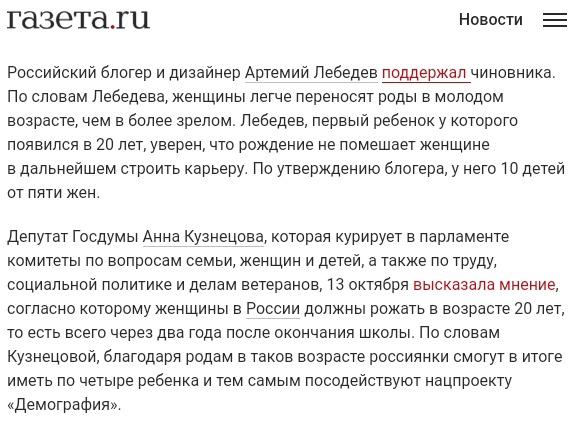 газета.ru
Новости
Российский блогер и дизайнер Артемий Лебедев поддержал чиновника.
По словам Лебедева, женщины легче переносят роды в молодом
возрасте, чем в более зрелом. Лебедев, первый ребенок у которого
появился в 20 лет, уверен, что рождение не помешает женщине
в дальнейшем строить карьеру. По утверждению блогера, у него 10 детей
от пяти жен.
Депутат Госдумы Анна Кузнецова, которая курирует в парламенте
комитеты по вопросам семьи, женщин и детей, а также по труду,
социальной политике и делам ветеранов, 13 октября высказала мнение,
согласно которому женщины в России должны рожать в возрасте 20 лет,
то есть всего через два года после окончания школы. По словам
Кузнецовой, благодаря родам в таков возрасте россиянки смогут в итоге
иметь по четыре ребенка и тем самым посодействуют нацпроекту
«Демография».